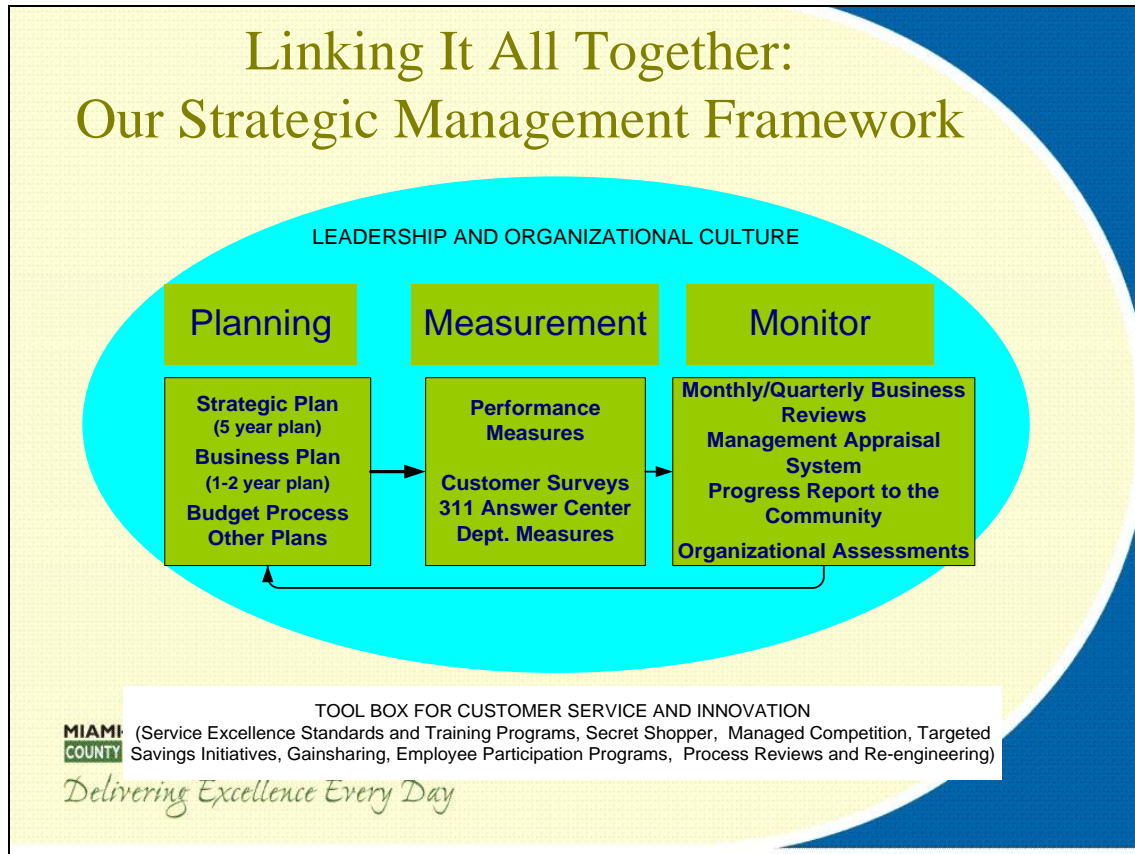 Linking It All Together:
Our Strategic Management Framework
LEADERSHIP AND ORGANIZATIONAL CULTURE
Planning
Measurement
Monitor
Strategic Plan
(5 year plan)
Business Plan
(1-2 year plan)
Budget Process
Other Plans
Performance
Measures
Customer Surveys
311 Answer Center
Dept. Measures
Monthly/Quarterly Business
Reviews
Management Appraisal
System
Progress Report to the
Community
Organizational Assessments
TOOL BOX FOR CUSTOMER SERVICE AND INNOVATION
(Service Excellence Standards and Training Programs, Secret Shopper, Managed Competition, Targeted
Savings Initiatives, Gainsharing, Employee Participation Programs, Process Reviews and Re-engineering)
MIAMI-
COUNTY
Delivering Excellence Every Day